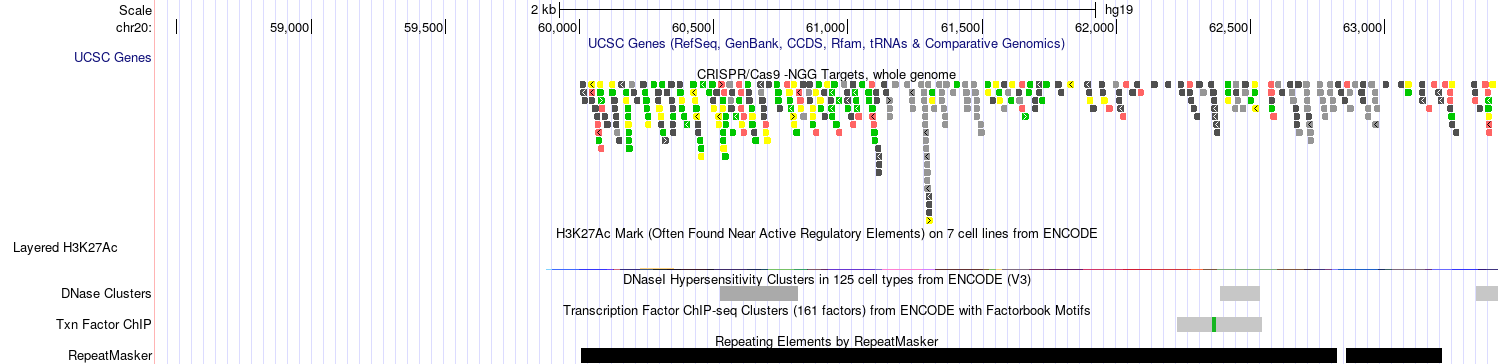 Scale 2 kb hg19
chr20: 59,000 59,500 60,000 60,500 61,000 61,500 62,000 62,500 63,000
UCSC Genes (RefSeq, GenBank, CCDS, Rfam, tRNAs & Comparative Genomics)
UCSC Genes
CRISPR/Cas9 -NGG Targets, whole genome
H3K27Ac Mark (Often Found Near Active Regulatory Elements) on 7 cell lines from ENCODE
Layered H3K27Ac
DNaseI Hypersensitivity Clusters in 125 cell types from ENCODE (V3)
DNase Clusters
Transcription Factor ChIP-seq Clusters (161 factors) from ENCODE with Factorbook Motifs
Txn Factor ChIP
Repeating Elements by RepeatMasker
RepeatMasker